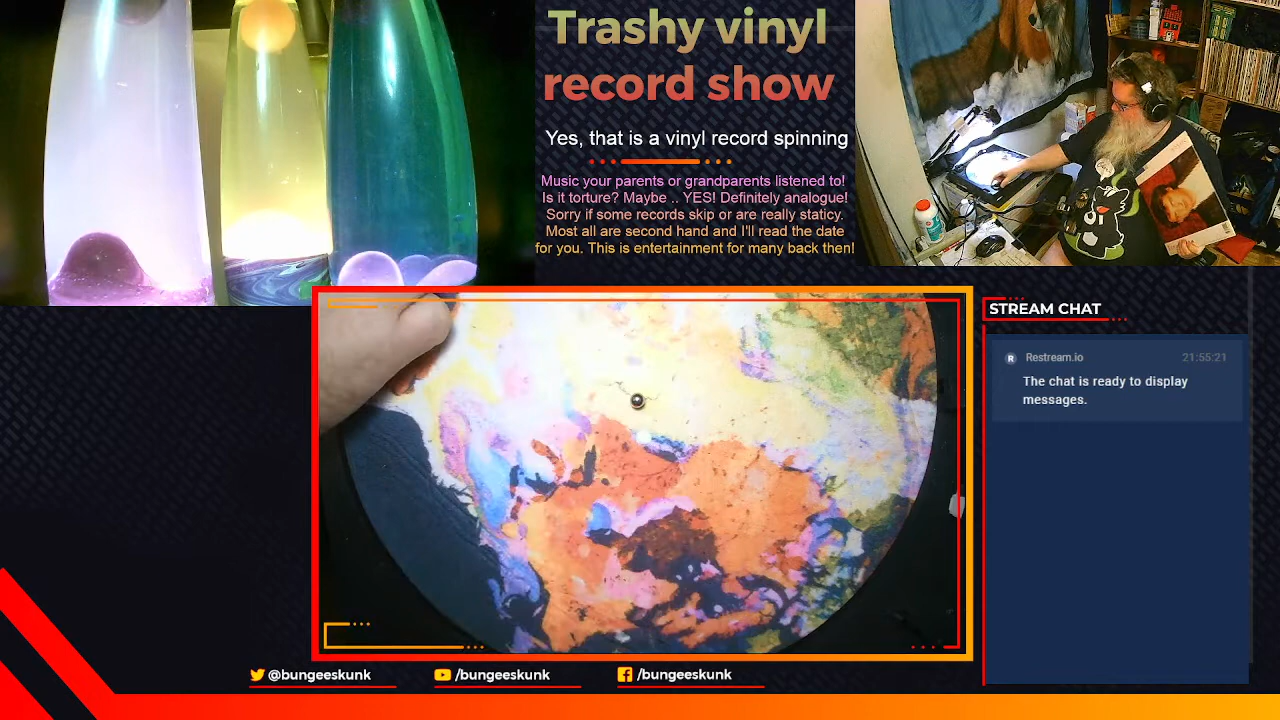 Trashy vinyl
record show
Yes, that is a vinyl record spinning
Music your parents or grandparents listened to!
Is it torture? Maybe .. YES! Definitely analogue!
Sorry if some records skip or are really staticy.
Most all are second hand and I'll read the date
for you. This is entertainment for many back then!
STREAM CHAT
R Restream.io 21:55:21
The chat is ready to display
messages.
@bungeeskunk /bungeeskunk /bungeeskunk